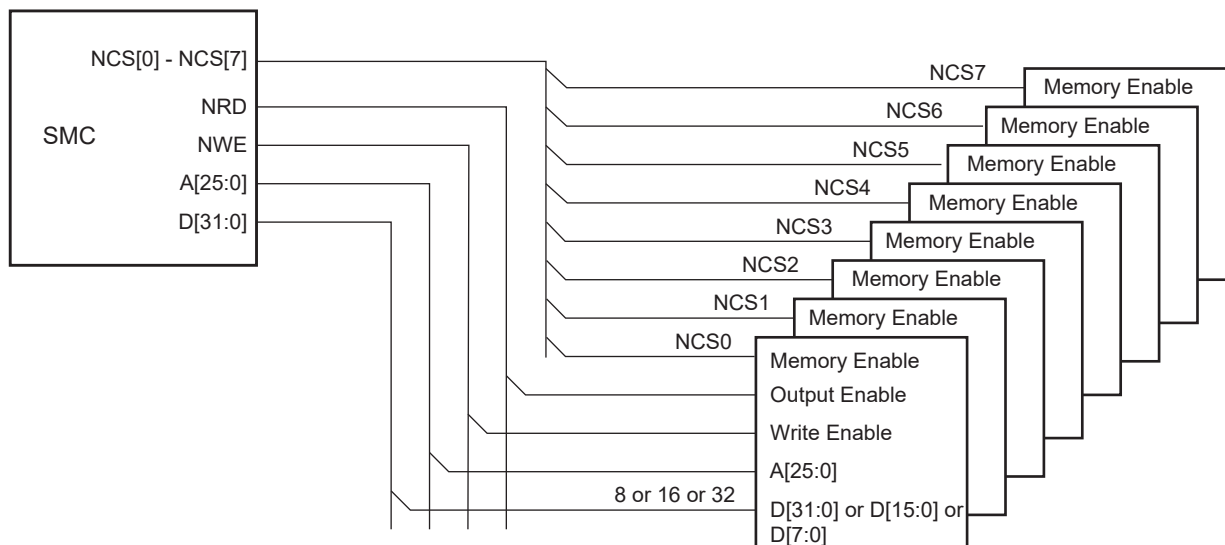 NCS[0] - NCS[7]
NRD
SMC
NWE
A[25:0]
D[31:0]
NCS7
Memory Enable
NCS6
Memory Enable
NCS5
Memory Enable
NCS4
Memory Enable
NCS3
Memory Enable
NCS2
Memory Enable
NCS1
Memory Enable
NCS0
Memory Enable
Output Enable
Write Enable
A[25:0]
8 or 16 or 32
D[31:0] or D[15:0] or
D[7:0]